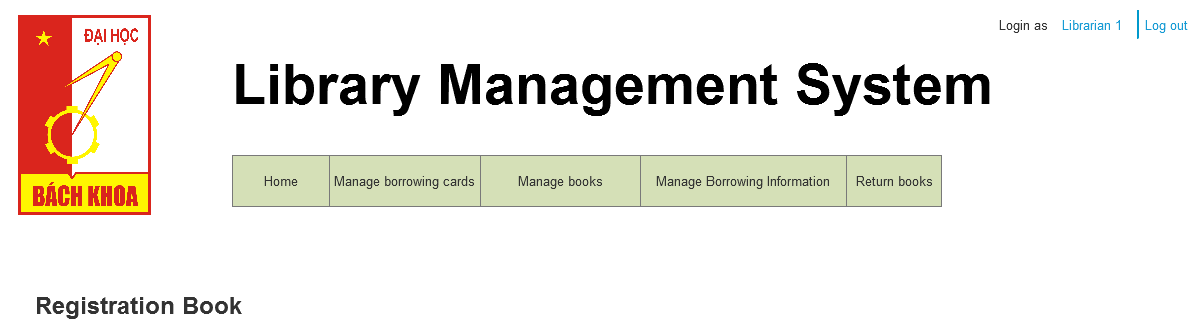 Login as Librarian 1 Log out
ĐẠI HỌC
Library Management System
BÁCH KHOA
Home Manage borrowing cards Manage books Manage Borrowing Information Return books
Registration Book